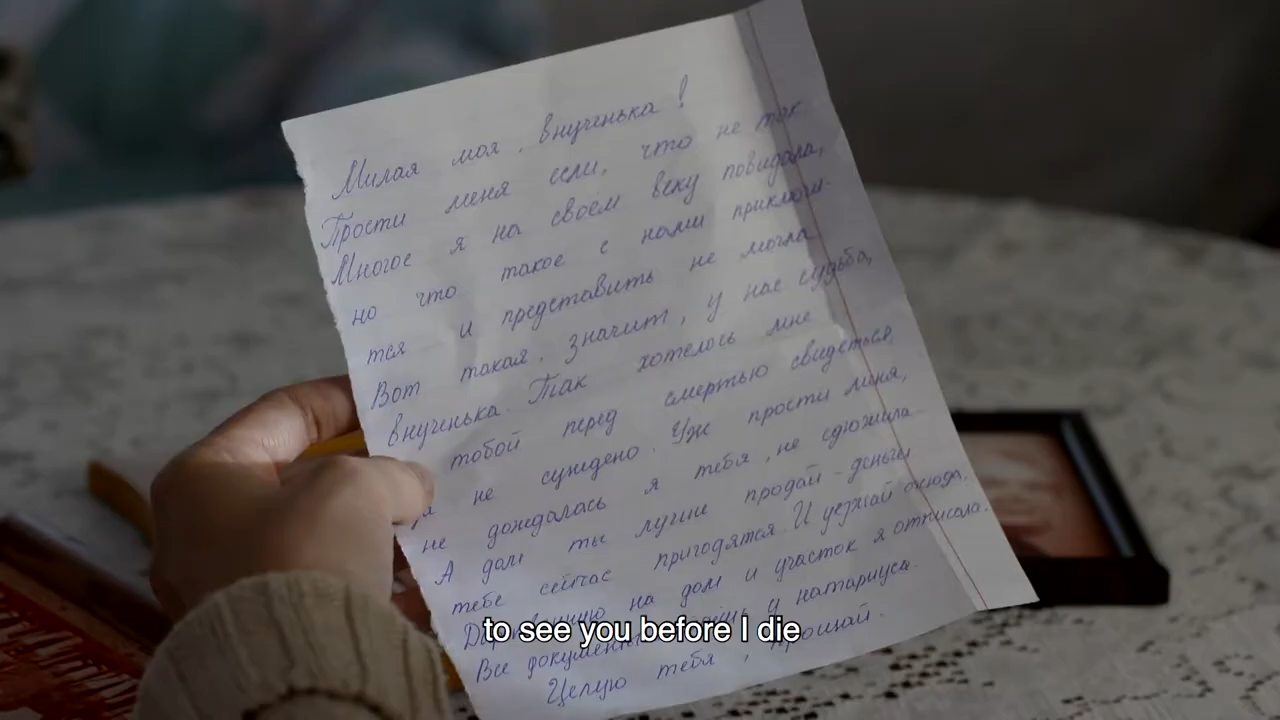 Милая моя, внученька!
Прости меня если, что не так.
Многое я на своём веку повидала,
но что такое с нами приключи-
тся и представить не могла
Вот такая, значит, у нас судьба,
внученька. Так хотелось мне
тобой перед смертью свидеться,
да не суждено. Уж прости меня,
не дождалась я тебя, не сдюжила.
А дом ты лучше продай - деньги
тебе сейчас пригодятся. И уезжай отсюда.
Дарственную на дом и участок я отписала.
Все документы у натариуса.
Целую тебя, прощай.
to see you before I die